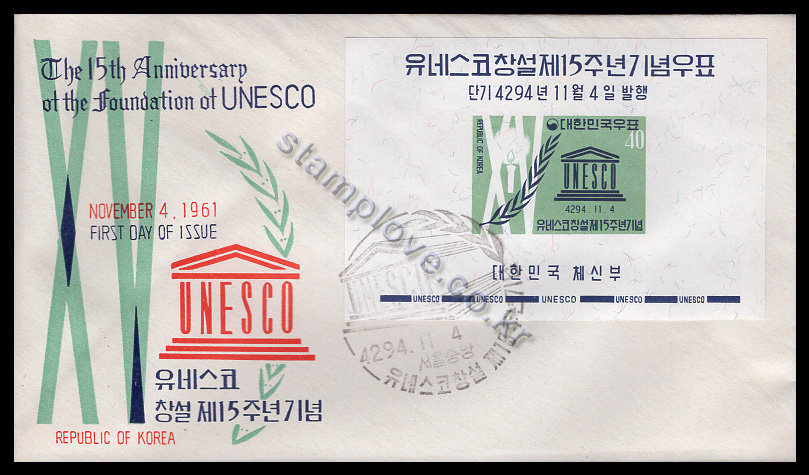 The 15th Anniversary
of the Foundation of UNESCO
NOVEMBER 4. 1961
FIRST DAY OF ISSUE
UNESCO
유네스코
창설 제15주년기념
REPUBLIC OF KOREA
유네스코창설제15주년기념우표
단기 4294년 11월 4일 발행
REPUBLIC OF KOREA
대한민국우표
40
UNESCO
4294. 11. 4
유네스코창설제15주년기념
대한민국 체신부
UNESCO UNESCO UNESCO UNESCO UNESCO
UNESCO
4294. 11. 4
서울중앙
유네스코창설 제15
stamplove.co.kr